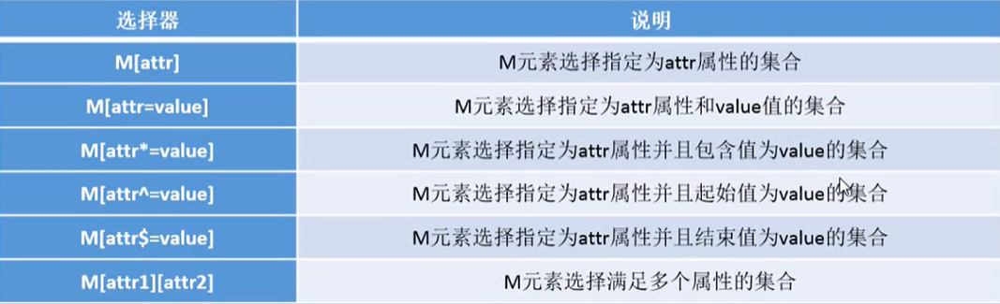 选择器 说明
M[attr] M元素选择指定为attr属性的集合
M[attr=value] M元素选择指定为attr属性和value值的集合
M[attr*=value] M元素选择指定为attr属性并且包含值为value的集合
M[attr^=value] M元素选择指定为attr属性并且起始值为value的集合
M[attr$=value] M元素选择指定为attr属性并且结束值为value的集合
M[attr1][attr2] M元素选择满足多个属性的集合